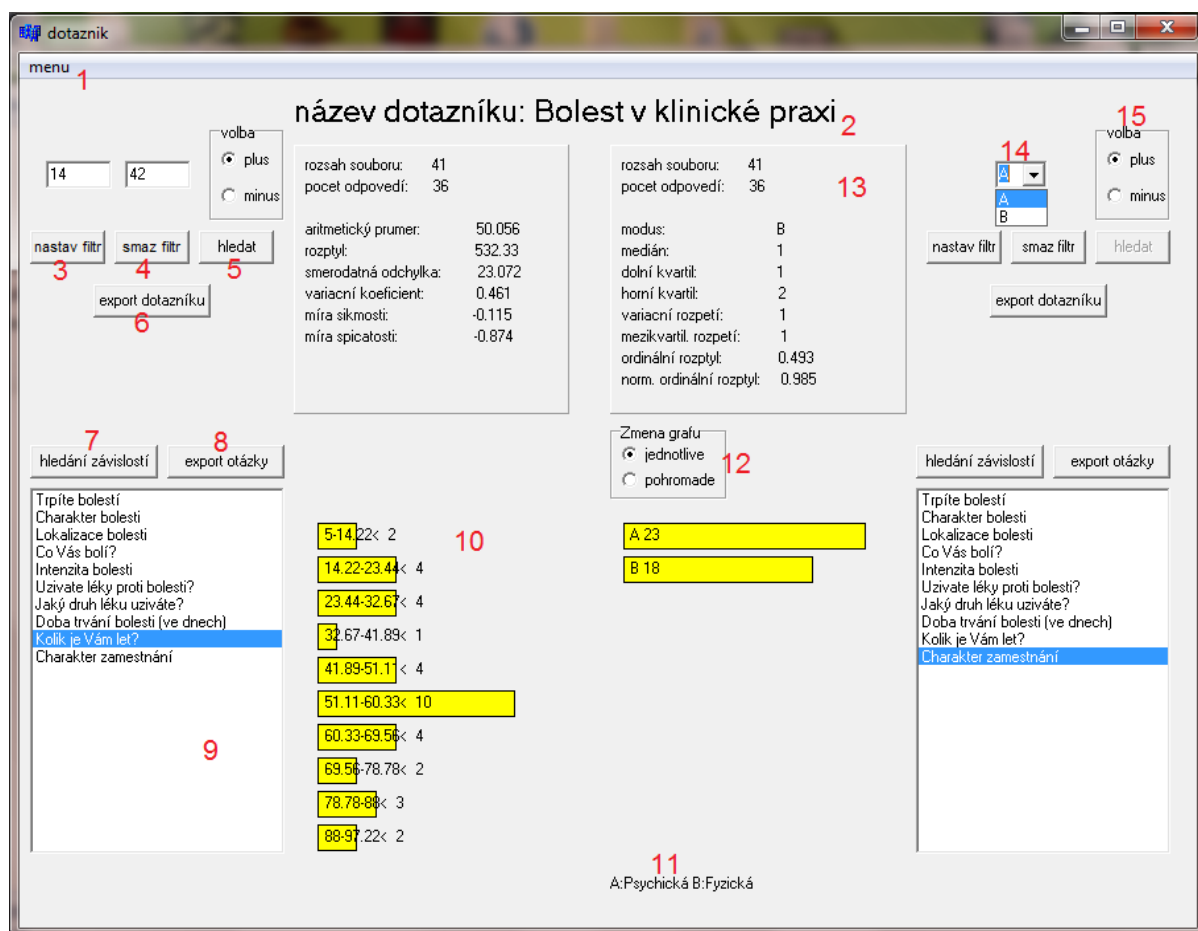 dotaznik
menu
1
název dotazníku: Bolest v klinické praxi
2
15
volba
plus
minus
14
42
rozsah souboru: 41
pocet odpovedí: 36
aritmetický prumer: 50.056
rozptyl: 532.33
smerodatná odchylka: 23.072
variacní koeficient: 0.461
míra sikmosti: -0.115
míra spicatosti: -0.874
rozsah souboru: 41
pocet odpovedí: 36
13
modus: B
medián: 1
dolní kvartil: 1
horní kvartil: 2
variacní rozpetí: 1
mezikvartil. rozpetí: 1
ordinální rozptyl: 0.493
norm. ordinální rozptyl: 0.985
14
A
A
B
volba
plus
minus
nastav filtr
smaz filtr
hledat
3
4
5
export dotazníku
6
nastav filtr
smaz filtr
hledat
export dotazníku
7
8
hledání závislostí
export otázky
Zmena grafu
jednotlive
pohromade
12
hledání závislostí
export otázky
Trpíte bolestí
Charakter bolesti
Lokalizace bolesti
Co Vás bolí?
Intenzita bolesti
Uzivate léky proti bolesti?
Jaký druh léku uziváte?
Doba trvání bolesti (ve dnech)
Kolik je Vám let?
Charakter zamestnání
9
5-14.22< 2
14.22-23.44< 4
23.44-32.67< 4
32.67-41.89< 1
41.89-51.11< 4
51.11-60.33< 10
60.33-69.56< 4
69.56-78.78< 2
78.78-88< 3
88-97.22< 2
10
A 23
B 18
11
A:Psychická B:Fyzická
Trpíte bolestí
Charakter bolesti
Lokalizace bolesti
Co Vás bolí?
Intenzita bolesti
Uzivate léky proti bolesti?
Jaký druh léku uziváte?
Doba trvání bolesti (ve dnech)
Kolik je Vám let?
Charakter zamestnání